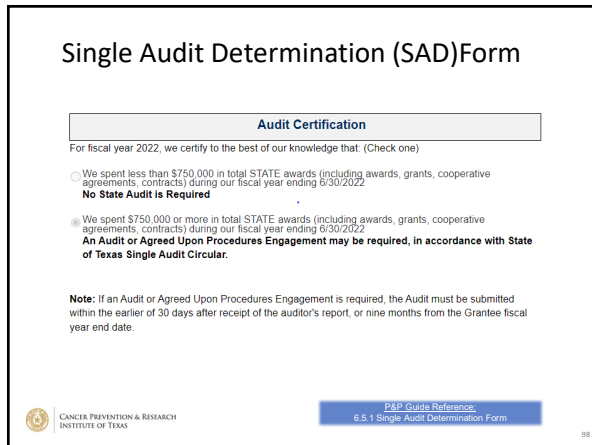 Single Audit Determination (SAD)Form
Audit Certification
For fiscal year 2022, we certify to the best of our knowledge that: (Check one)
We spent less than $750,000 in total STATE awards (including awards, grants, cooperative
agreements, contracts) during our fiscal year ending 6/30/2022
No State Audit is Required
We spent $750,000 or more in total STATE awards (including awards, grants, cooperative
agreements, contracts) during our fiscal year ending 6/30/2022
An Audit or Agreed Upon Procedures Engagement may be required, in accordance with State
of Texas Single Audit Circular.
Note: If an Audit or Agreed Upon Procedures Engagement is required, the Audit must be submitted
within the earlier of 30 days after receipt of the auditor's report, or nine months from the Grantee fiscal
year end date.
CANCER PREVENTION & RESEARCH
INSTITUTE OF TEXAS
P&P Guide Reference:
6.5.1 Single Audit Determination Form
98